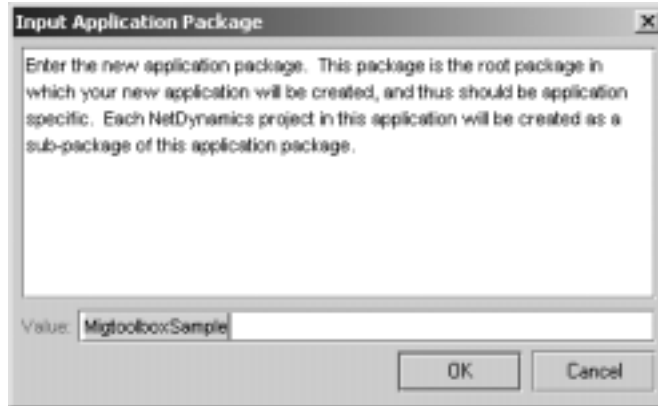 Input Application Package
Enter the new application package. This package is the root package in
which your new application will be created, and thus should be application
specific. Each NetDynamics project in this application will be created as a
sub-package of this application package.
Value: MigtoolboxSample
OK Cancel